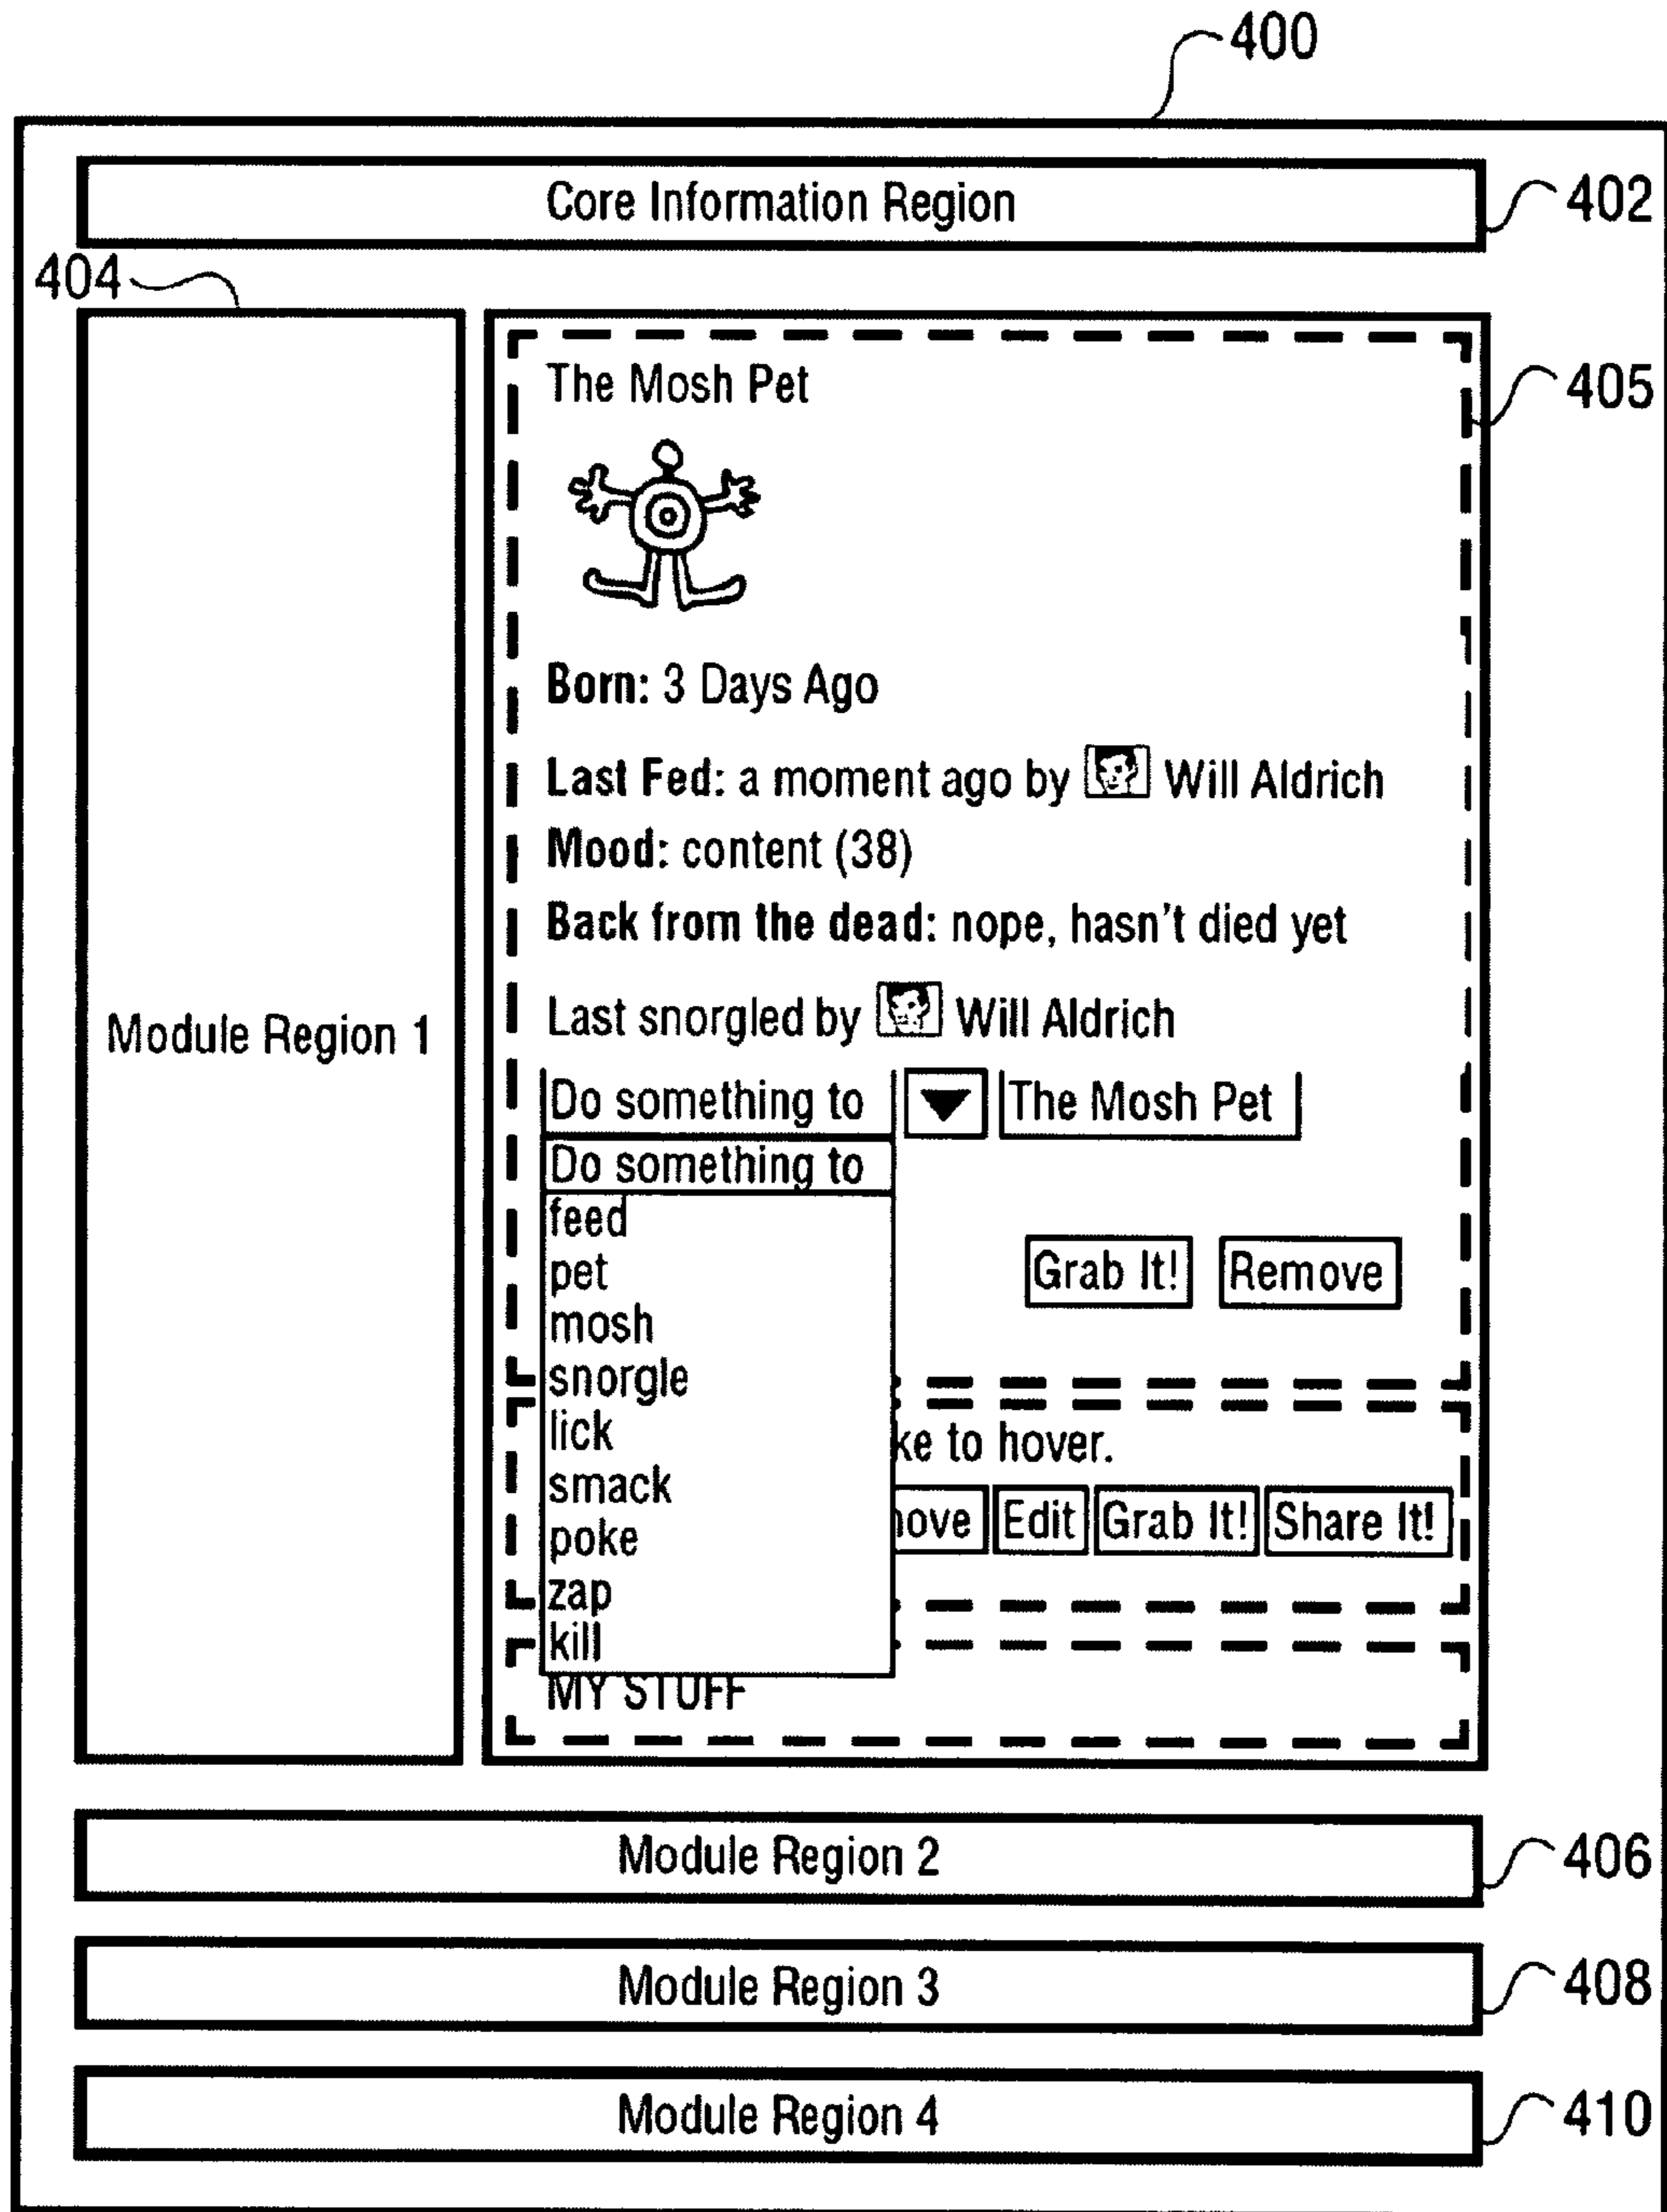 400
Core Information Region
402
404
Module Region 1
The Mosh Pet
405
Born: 3 Days Ago
Last Fed: a moment ago by Will Aldrich
Mood: content (38)
Back from the dead: nope, hasn't died yet
Last snorgled by Will Aldrich
Do something to The Mosh Pet
Do something to
feed
pet
Grab It! Remove
mosh
snorgle
lick
ke to hover.
smack
poke
ove Edit Grab It! Share It!
zap
kill
MY STUFF
Module Region 2
406
Module Region 3
408
Module Region 4
410